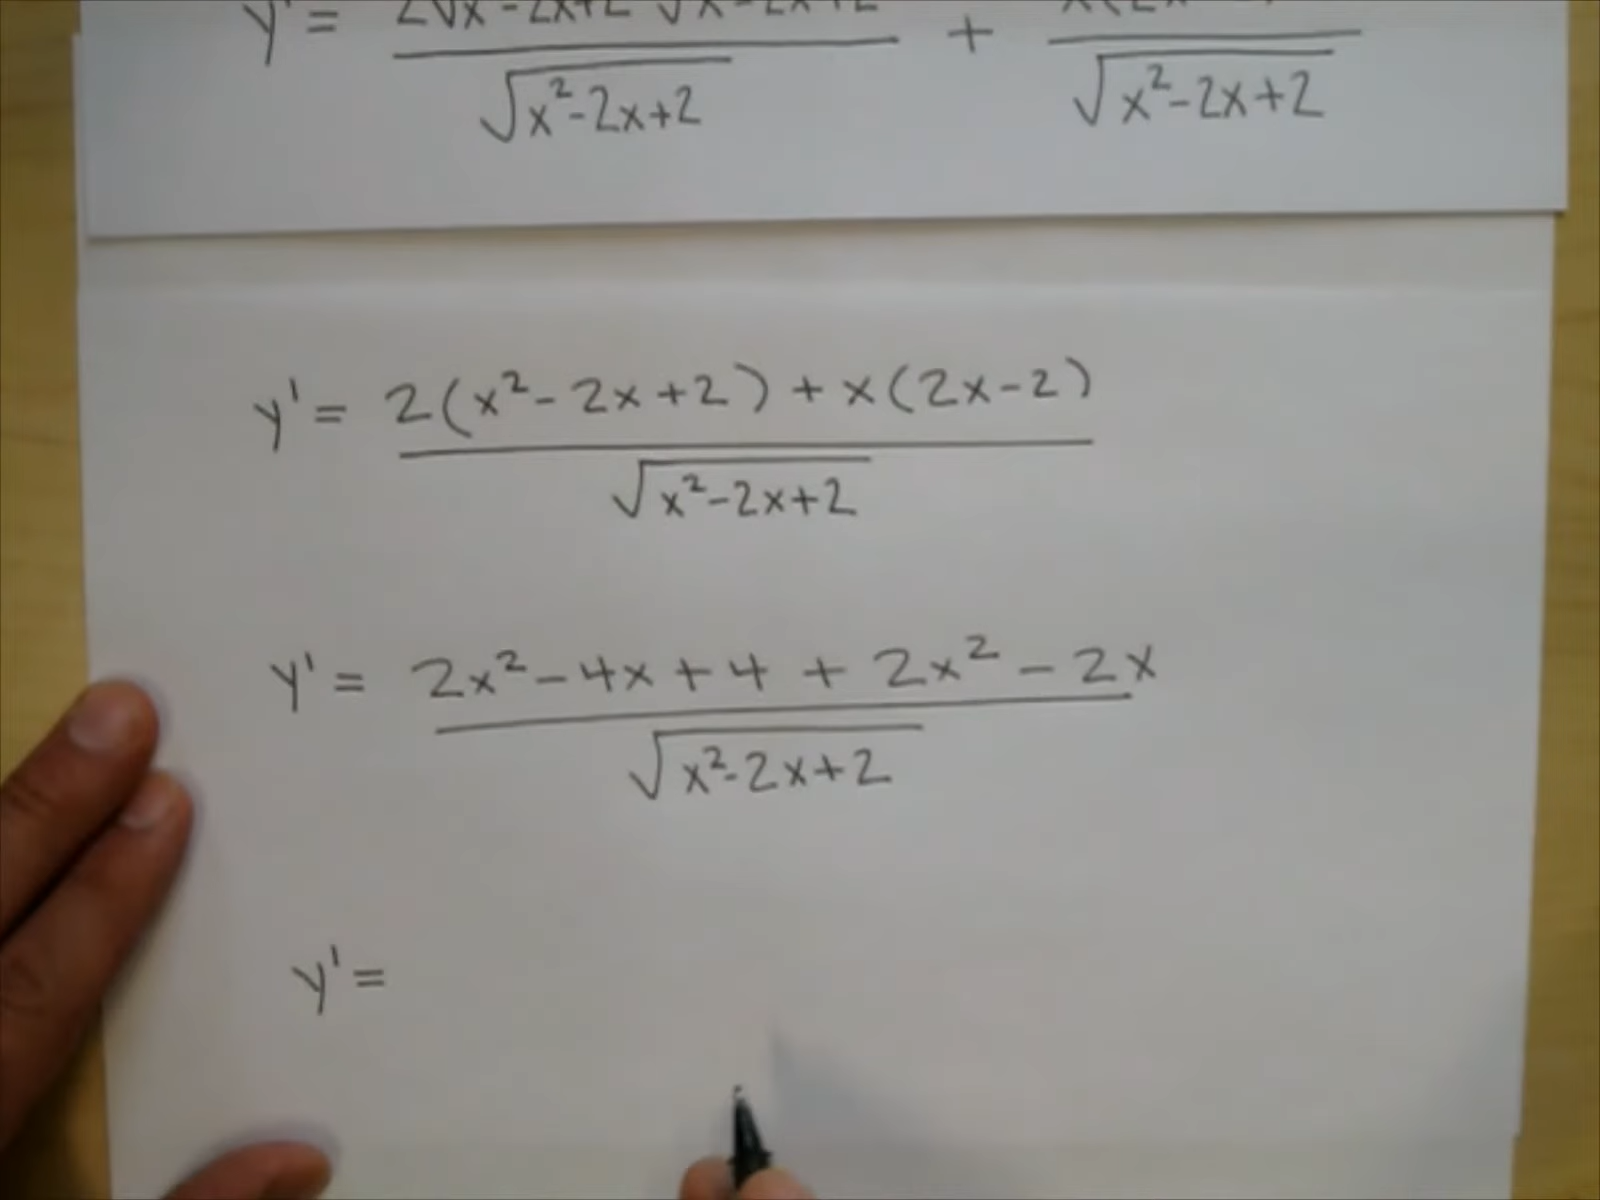 y' =
√x²-2x+2 + √x²-2x+2
y' = 2(x²-2x+2) + x(2x-2)
√x²-2x+2
y' = 2x²-4x+4 + 2x²-2x
√x²-2x+2
y' =